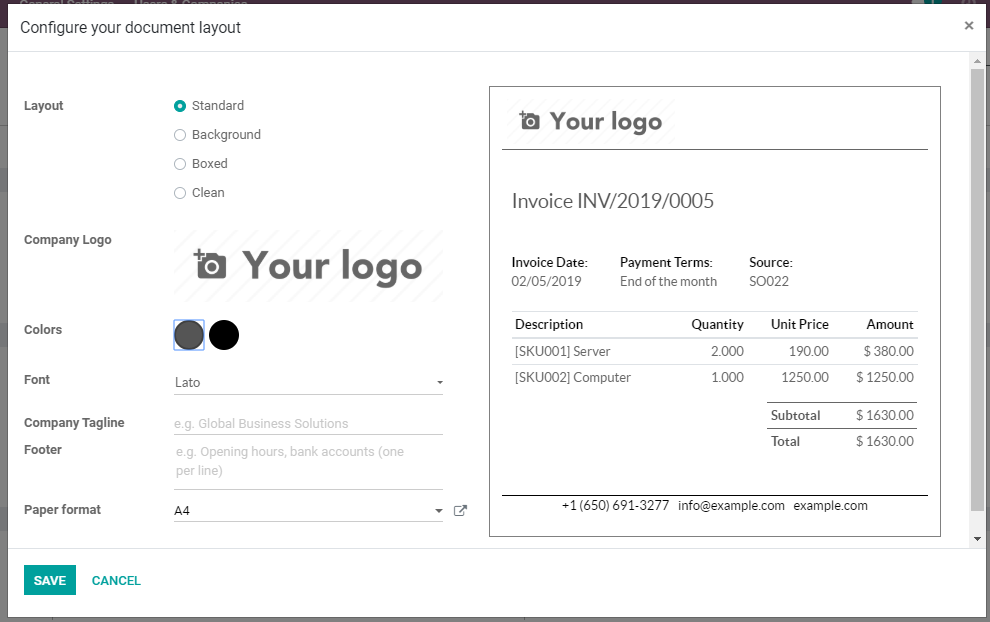 General Settings Users & Companies
Configure your document layout ×
Layout
Standard
Background
Boxed
Clean
Company Logo
Your logo
Colors
Font
Lato
Company Tagline
e.g. Global Business Solutions
Footer
e.g. Opening hours, bank accounts (one
per line)
Paper format
A4
Your logo
Invoice INV/2019/0005
Invoice Date: Payment Terms: Source:
02/05/2019 End of the month SO022
Description Quantity Unit Price Amount
[SKU001] Server 2.000 190.00 $ 380.00
[SKU002] Computer 1.000 1250.00 $ 1250.00
Subtotal $ 1630.00
Total $ 1630.00
+1 (650) 691-3277 info@example.com example.com
SAVE CANCEL